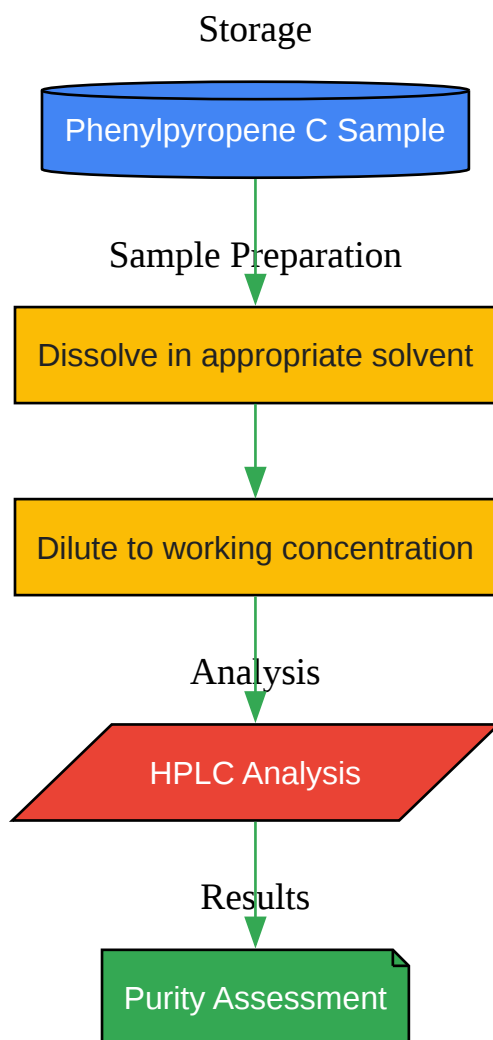 Storage
Phenylpyropene C Sample
Sample Preparation
Dissolve in appropriate solvent
Dilute to working concentration
Analysis
HPLC Analysis
Results
Purity Assessment